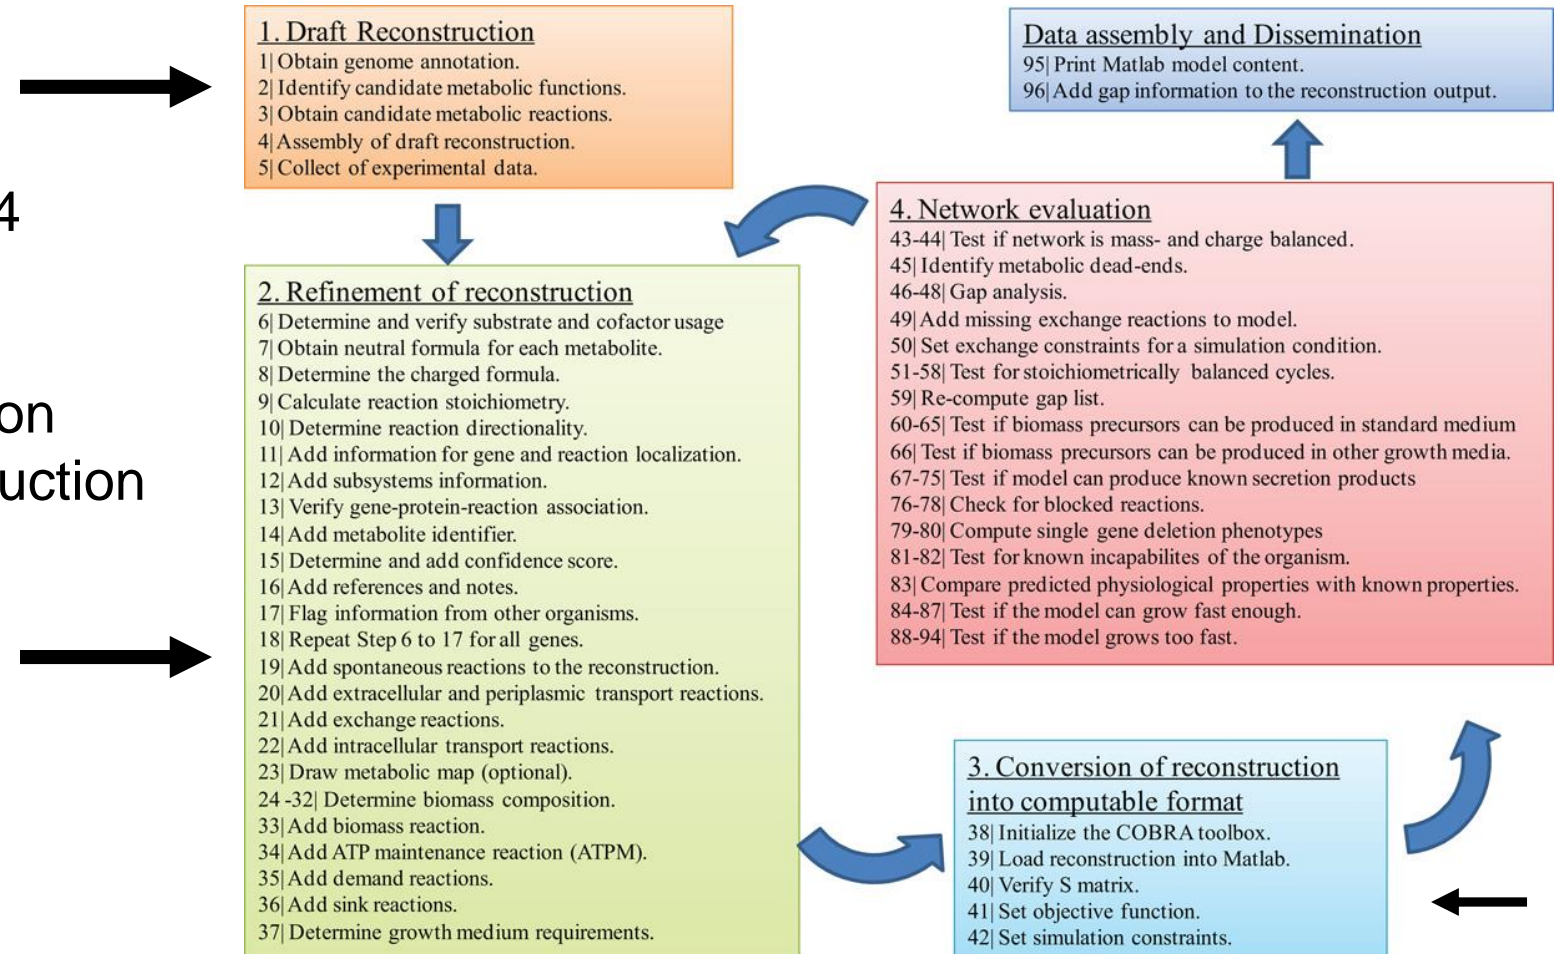 1. Draft Reconstruction
1| Obtain genome annotation.
2| Identify candidate metabolic functions.
3| Obtain candidate metabolic reactions.
4| Assembly of draft reconstruction.
5| Collect of experimental data.
4
on
uction
2. Refinement of reconstruction
6| Determine and verify substrate and cofactor usage
7| Obtain neutral formula for each metabolite.
8| Determine the charged formula.
9| Calculate reaction stoichiometry.
10| Determine reaction directionality.
11| Add information for gene and reaction localization.
12| Add subsystems information.
13| Verify gene-protein-reaction association.
14| Add metabolite identifier.
15| Determine and add confidence score.
16| Add references and notes.
17| Flag information from other organisms.
18| Repeat Step 6 to 17 for all genes.
19| Add spontaneous reactions to the reconstruction.
20| Add extracellular and periplasmic transport reactions.
21| Add exchange reactions.
22| Add intracellular transport reactions.
23| Draw metabolic map (optional).
24 -32| Determine biomass composition.
33| Add biomass reaction.
34| Add ATP maintenance reaction (ATPM).
35| Add demand reactions.
36| Add sink reactions.
37| Determine growth medium requirements.
3. Conversion of reconstruction
into computable format
38| Initialize the COBRA toolbox.
39| Load reconstruction into Matlab.
40| Verify S matrix.
41| Set objective function.
42| Set simulation constraints.
4. Network evaluation
43-44| Test if network is mass- and charge balanced.
45| Identify metabolic dead-ends.
46-48| Gap analysis.
49| Add missing exchange reactions to model.
50| Set exchange constraints for a simulation condition.
51-58| Test for stoichiometrically balanced cycles.
59| Re-compute gap list.
60-65| Test if biomass precursors can be produced in standard medium
66| Test if biomass precursors can be produced in other growth media.
67-75| Test if model can produce known secretion products
76-78| Check for blocked reactions.
79-80| Compute single gene deletion phenotypes
81-82| Test for known incapabilites of the organism.
83| Compare predicted physiological properties with known properties.
84-87| Test if the model can grow fast enough.
88-94| Test if the model grows too fast.
Data assembly and Dissemination
95| Print Matlab model content.
96| Add gap information to the reconstruction output.